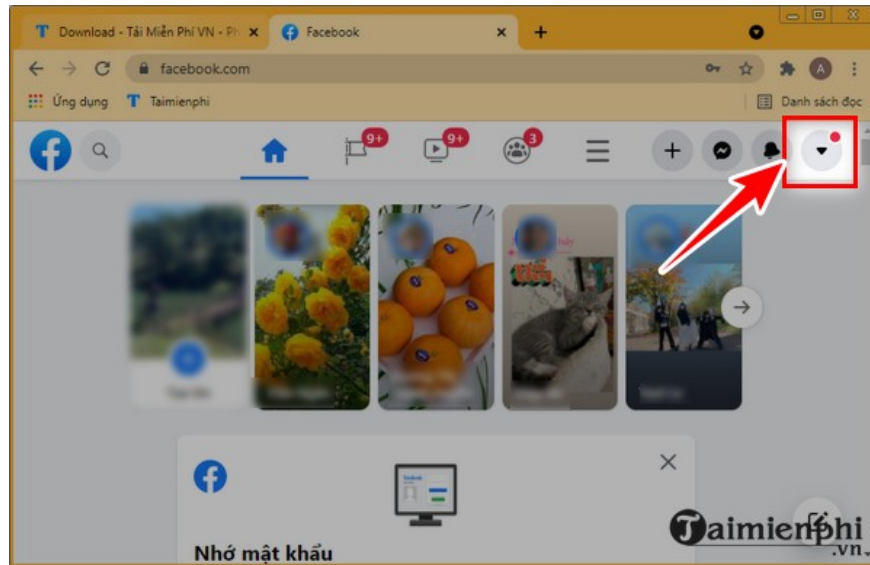 Download - Tải Miễn Phí VN - Ph
Facebook
facebook.com
A
Ứng dụng
Taimienphi
Danh sách đọc
9+
9+
3
Nhớ mật khẩu
Taimienphi
.vn